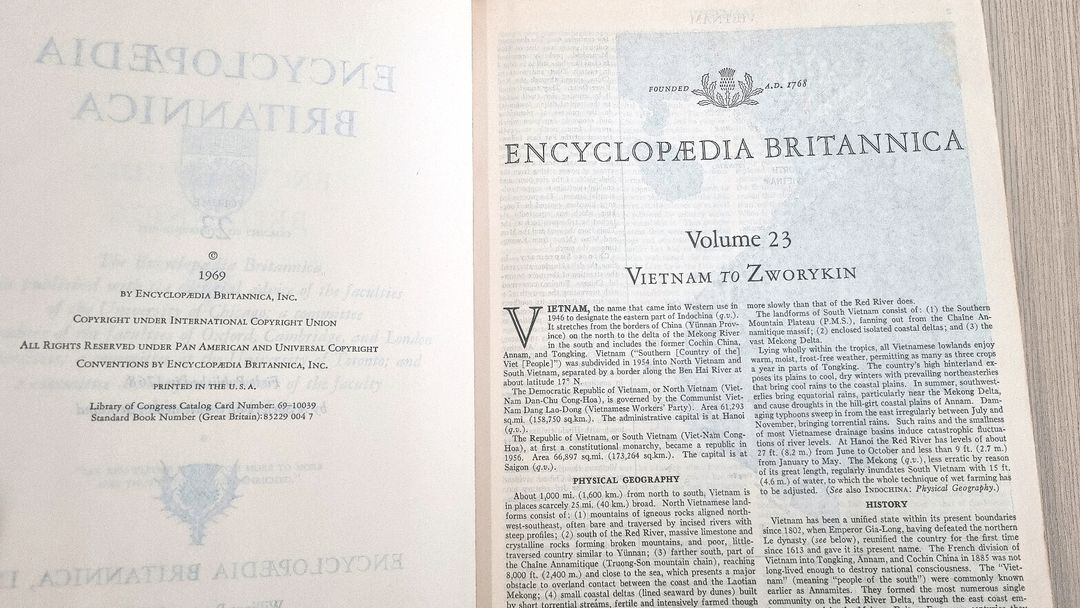 ©
1969
BY ENCYCLOPÆDIA BRITANNICA, INC.
COPYRIGHT UNDER INTERNATIONAL COPYRIGHT UNION
ALL RIGHTS RESERVED UNDER PAN AMERICAN AND UNIVERSAL COPYRIGHT
CONVENTIONS BY ENCYCLOPÆDIA BRITANNICA, INC.
PRINTED IN THE U. S. A.
Library of Congress Catalog Card Number: 69-10039
Standard Book Number (Great Britain): 85229 004 7
FOUNDED A.D. 1768
ENCYCLOPÆDIA BRITANNICA
Volume 23
VIETNAM TO ZWORYKIN
VIETNAM, the name that came into Western use in
1946 to designate the eastern part of Indochina (q.v.).
It stretches from the borders of China (Yünnan Prov-
ince) on the north to the delta of the Mekong River
in the south and includes the former Cochin China,
Annam, and Tongking. Vietnam ("Southern [Country of the]
Viet [People]") was subdivided in 1954 into North Vietnam and
South Vietnam, separated by a border along the Ben Hai River at
about latitude 17° N.
The Democratic Republic of Vietnam, or North Vietnam (Viet-
Nam Dan-Chu Cong-Hoa), is governed by the Communist Viet-
Nam Dang Lao-Dong (Vietnamese Workers' Party). Area 61,293
sq.mi. (158,750 sq.km.). The administrative capital is at Hanoi
(q.v.).
The Republic of Vietnam, or South Vietnam (Viet-Nam Cong-
Hoa), at first a constitutional monarchy, became a republic in
1956. Area 66,897 sq.mi. (173,264 sq.km.). The capital is at
Saigon (q.v.).
PHYSICAL GEOGRAPHY
About 1,000 mi. (1,600 km.) from north to south, Vietnam is
in places scarcely 25 mi. (40 km.) broad. North Vietnamese land-
forms consist of: (1) mountains of igneous rocks aligned north-
west-southeast, often bare and traversed by incised rivers with
steep profiles; (2) south of the Red River, massive limestone and
crystalline rocks forming broken mountains, and poor, little-
traversed country similar to Yünnan; (3) farther south, part of
the Chaîne Annamitique (Truong-Son mountain chain), reaching
8,000 ft. (2,400 m.) and close to the sea, which presents a major
obstacle to overland contact between the coast and the Laotian
Mekong; (4) small coastal deltas (lined seaward by dunes) built
by short torrential streams, fertile and intensively farmed though
more slowly than that of the Red River does.
The landforms of South Vietnam consist of: (1) the Southern
Mountain Plateau (P.M.S.), fanning out from the Chaîne An-
namitique massif; (2) enclosed isolated coastal deltas; and (3) the
vast Mekong Delta.
Lying wholly within the tropics, all Vietnamese lowlands enjoy
warm, moist, frost-free weather, permitting as many as three crops
a year in parts of Tongking. The country's high hinterland ex-
poses its plains to cool, dry winters with prevailing northeasterlies
that bring cool rains to the coastal plains. In summer, southwest-
erlies bring equatorial rains, particularly near the Mekong Delta,
and cause droughts in the hill-girt coastal plains of Annam. Dam-
aging typhoons sweep in from the east irregularly between July and
November, bringing torrential rains. Such rains and the smallness
of most Vietnamese drainage basins induce catastrophic fluctua-
tions of river levels. At Hanoi the Red River has levels of about
27 ft. (8.2 m.) from June to October and less than 9 ft. (2.7 m.)
from January to May. The Mekong (q.v.), less erratic by reason
of its great length, regularly inundates South Vietnam with 15 ft.
(4.6 m.) of water, to which the whole technique of wet farming has
to be adjusted. (See also INDOCHINA: Physical Geography.)
HISTORY
Vietnam has been a unified state within its present boundaries
since 1802, when Emperor Gia-Long, having defeated the northern
Le dynasty (see below), reunified the country for the first time
since 1613 and gave it its present name. The French division of
Vietnam into Tongking, Annam, and Cochin China in 1885 was not
long-lived enough to destroy national consciousness. The "Viet-
nam" (meaning "people of the south") were commonly known
earlier as Annamites. They formed the most numerous single
community on the Red River Delta, through the east coast em-